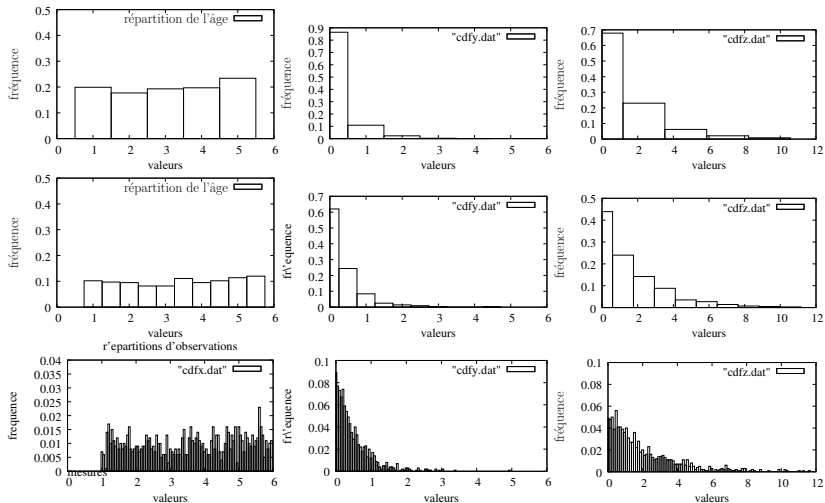 répartition de l'âge
fréquence
0.5
0.4
0.3
0.2
0.1
0
0 1 2 3 4 5 6
valeurs
"cdfy.dat"
fréquence
0.9
0.8
0.7
0.6
0.5
0.4
0.3
0.2
0.1
0
0 1 2 3 4 5 6
valeurs
"cdfz.dat"
fréquence
0.7
0.6
0.5
0.4
0.3
0.2
0.1
0
0 2 4 6 8 10 12
valeurs
répartition de l'âge
fréquence
0.5
0.4
0.3
0.2
0.1
0
0 1 2 3 4 5 6
valeurs
"cdfy.dat"
fr\'equence
0.7
0.6
0.5
0.4
0.3
0.2
0.1
0
0 1 2 3 4 5 6
valeurs
"cdfz.dat"
fréquence
0.5
0.4
0.3
0.2
0.1
0
0 2 4 6 8 10 12
valeurs
r'epartitions d'observations
"cdfx.dat"
frequence
0.04
0.035
0.03
0.025
0.02
0.015
0.01
0.005
0
mesures
0 1 2 3 4 5 6
valeurs
"cdfy.dat"
fr\'equence
0.1
0.08
0.06
0.04
0.02
0
0 1 2 3 4 5 6
valeurs
"cdfz.dat"
fréquence
0.1
0.08
0.06
0.04
0.02
0
0 2 4 6 8 10 12
valeurs